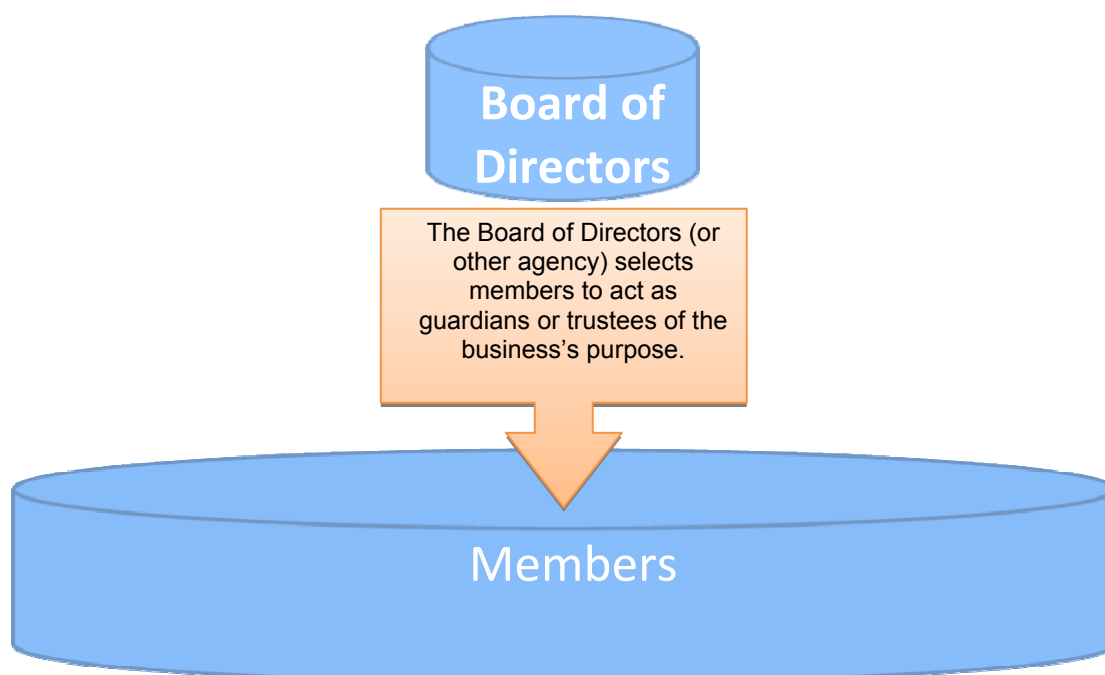 Board of
Directors
The Board of Directors (or
other agency) selects
members to act as
guardians or trustees of the
business’s purpose.
Members